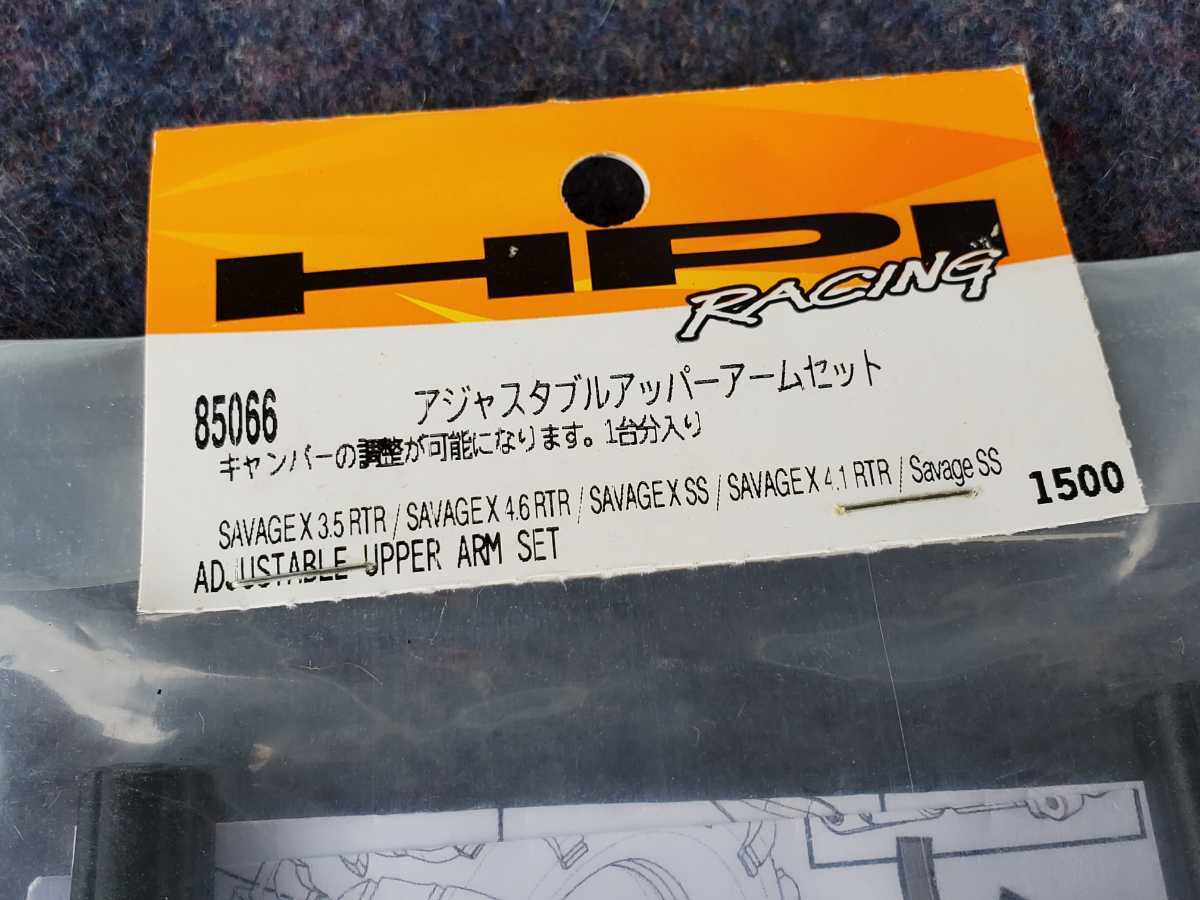 HPI
RACING
85066 アジャスタブルアッパーアームセット
キャンバーの調整が可能になります。1台分入り
SAVAGE X 3.5 RTR / SAVAGE X 4.6 RTR / SAVAGE X SS / SAVAGE X 4.1 RTR / Savage SS
1500
ADJUSTABLE UPPER ARM SET